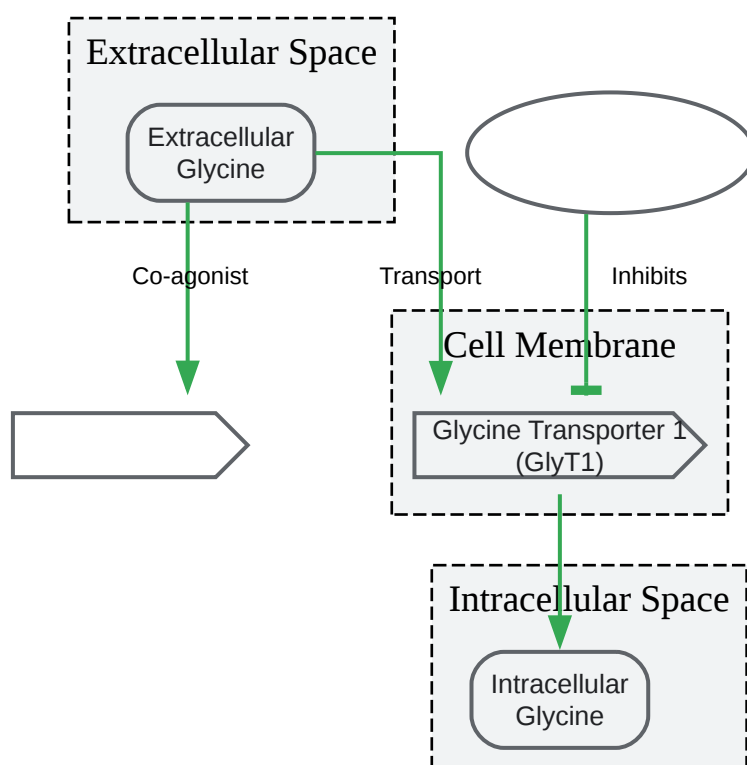 Extracellular Space
Extracellular
Glycine
Co-agonist
Transport
Inhibits
Cell Membrane
Glycine Transporter 1
(GlyT1)
Intracellular Space
Intracellular
Glycine